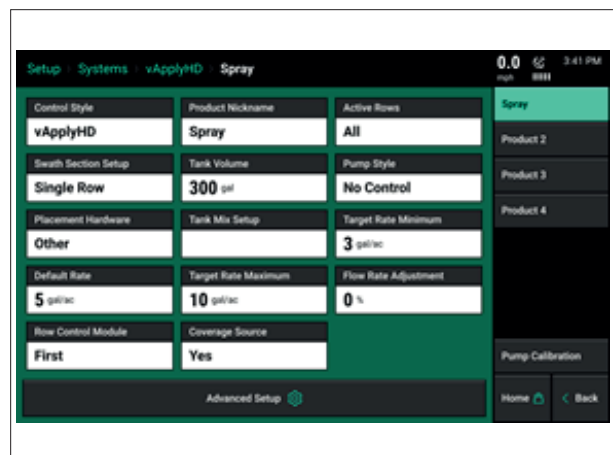 Setup Systems vApplyHD Spray
0.0 mph
3:41 PM
Control Style
vApplyHD
Product Nickname
Spray
Active Rows
All
Swath Section Setup
Single Row
Tank Volume
300 gal
Pump Style
No Control
Placement Hardware
Other
Tank Mix Setup
Target Rate Minimum
3 gal/ac
Default Rate
5 gal/ac
Target Rate Maximum
10 gal/ac
Flow Rate Adjustment
0 %
Row Control Module
First
Coverage Source
Yes
Advanced Setup
Spray
Product 2
Product 3
Product 4
Pump Calibration
Home
Back